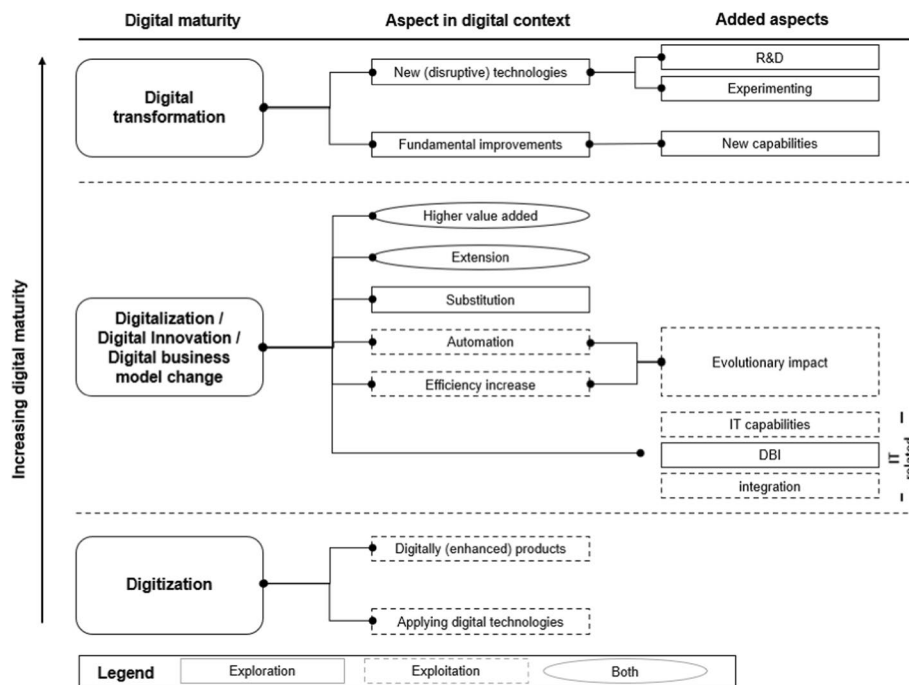 Digital maturity Aspect in digital context Added aspects
Increasing digital maturity
Digital
transformation
New (disruptive) technologies
R&D
Experimenting
Fundamental improvements
New capabilities
Digitalization /
Digital Innovation /
Digital business
model change
Higher value added
Extension
Substitution
Automation
Efficiency increase
Evolutionary impact
IT capabilities
DBI
integration
IT
related
Digitization
Digitally (enhanced) products
Applying digital technologies
Legend Exploration Exploitation Both